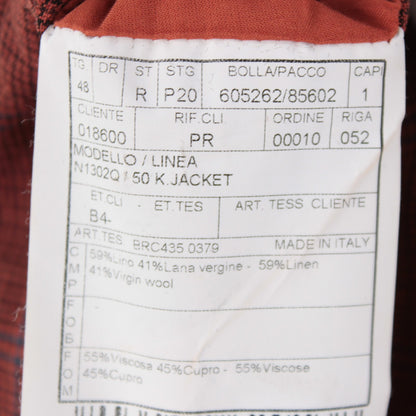 TG DR ST STG BOLLA/PACCO CAPI
48 R P20 605262/85602 1
CLIENTE RIF.CLI ORDINE RIGA
018600 PR 00010 052
MODELLO / LINEA
N1302Q / 50 K.JACKET
ET.CLI - ET.TES ART. TESS CLIENTE
B4-
ART.TES BRC435 0379 MADE IN ITALY
CMP 59%Lino 41%Lana vergine - 59%Linen
41%Virgin wool
FOB
FOM 55%Viscosa 45%Cupro - 55%Viscose
45%Cupro